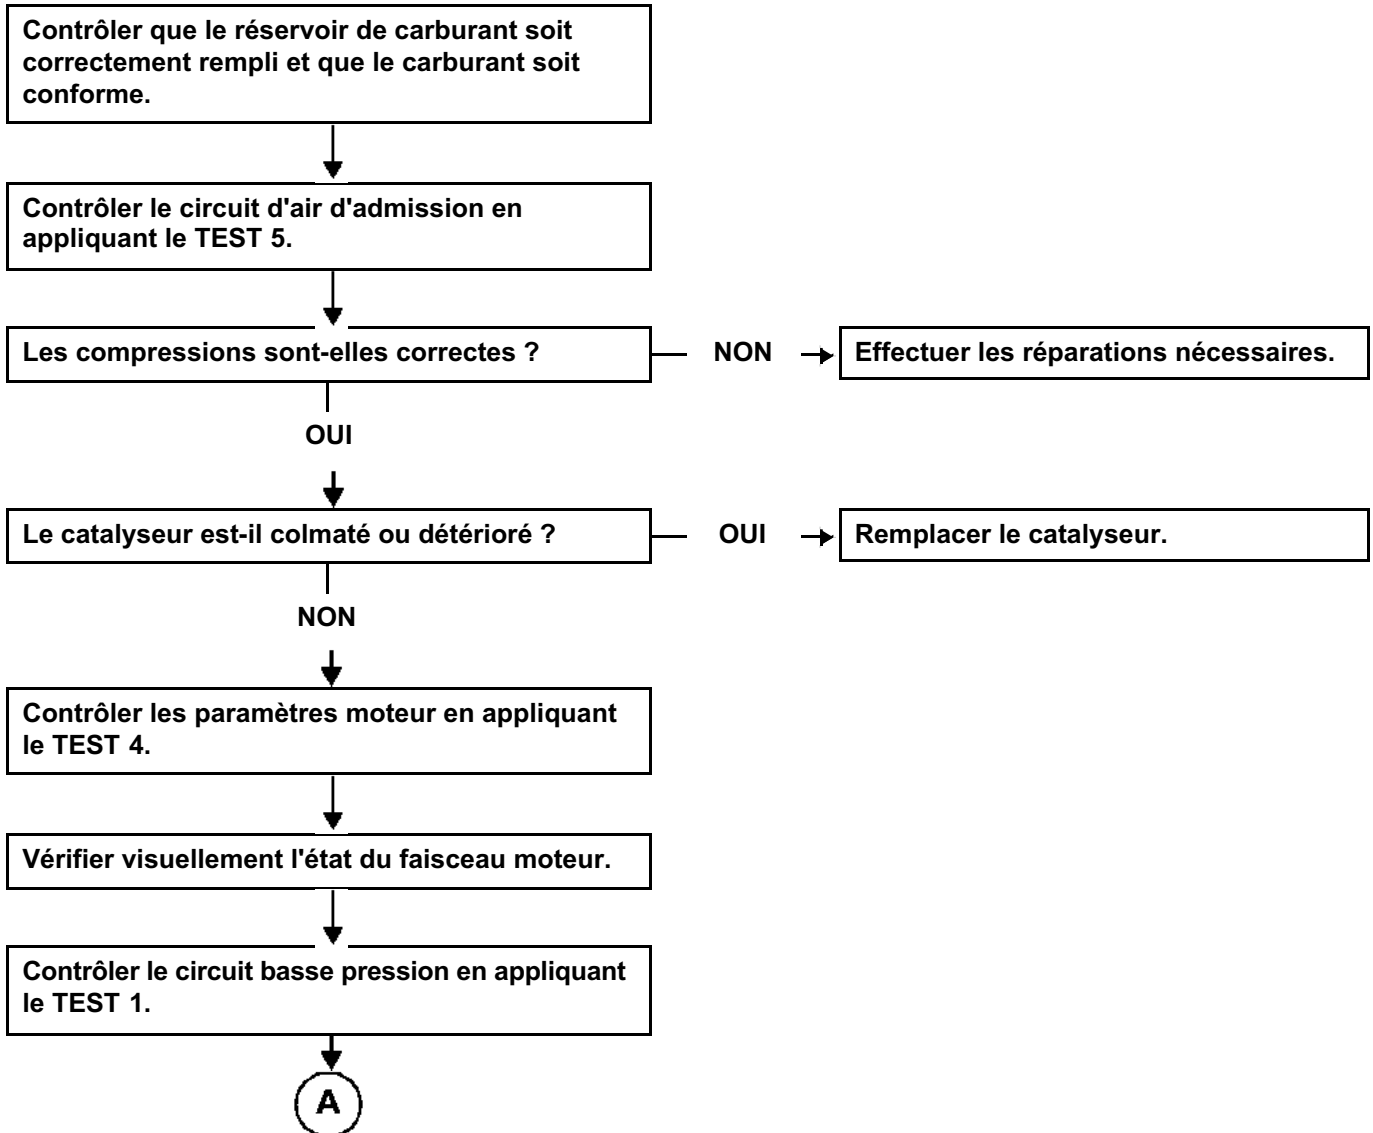 Contrôler que le réservoir de carburant soit
correctement rempli et que le carburant soit
conforme.
Contrôler le circuit d'air d'admission en
appliquant le TEST 5.
Les compressions sont-elles correctes ?
NON
Effectuer les réparations nécessaires.
OUI
Le catalyseur est-il colmaté ou détérioré ?
OUI
Remplacer le catalyseur.
NON
Contrôler les paramètres moteur en appliquant
le TEST 4.
Vérifier visuellement l'état du faisceau moteur.
Contrôler le circuit basse pression en appliquant
le TEST 1.
A